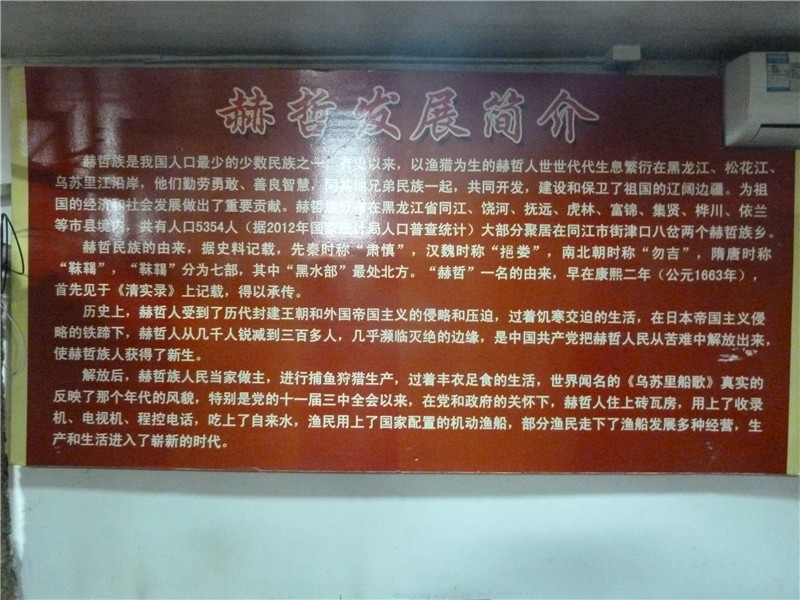 赫哲发展简介
赫哲族是我国人口最少的少数民族之一，有史以来，以渔猎为生的赫哲人世世代代生息繁衍在黑龙江、松花江、
乌苏里江沿岸，他们勤劳勇敢、善良智慧，同其他兄弟民族一起，共同开发，建设和保卫了祖国的辽阔边疆。为祖
国的经济和社会发展做出了重要贡献。赫哲族分布在黑龙江省同江、饶河、抚远、虎林、富锦、集贤、桦川、依兰
等市县境内，共有人口5354人（据2012年国家统计局人口普查统计）大部分聚居在同江市街津口八岔两个赫哲族乡。
赫哲民族的由来，据史料记载，先秦时称“肃慎”，汉魏时称“挹娄”，南北朝时称“勿吉”，隋唐时称
“靺鞨”，“靺鞨”分为七部，其中“黑水部”最处北方。“赫哲”一名的由来，早在康熙二年（公元1663年），
首先见于《清实录》上记载，得以承传。
历史上，赫哲人受到了历代封建王朝和外国帝国主义的侵略和压迫，过着饥寒交迫的生活，在日本帝国主义侵
略的铁蹄下，赫哲人从几千人锐减到三百多人，几乎濒临灭绝的边缘，是中国共产党把赫哲人民从苦难中解放出来，
使赫哲族人获得了新生。
解放后，赫哲族人民当家做主，进行捕鱼狩猎生产，过着丰衣足食的生活，世界闻名的《乌苏里船歌》真实的
反映了那个年代的风貌，特别是党的十一届三中全会以来，在党和政府的关怀下，赫哲人住上砖瓦房，用上了收录
机、电视机、程控电话，吃上了自来水，渔民用上了国家配置的机动渔船，部分渔民走下了渔船发展多种经营，生
产和生活进入了崭新的时代。